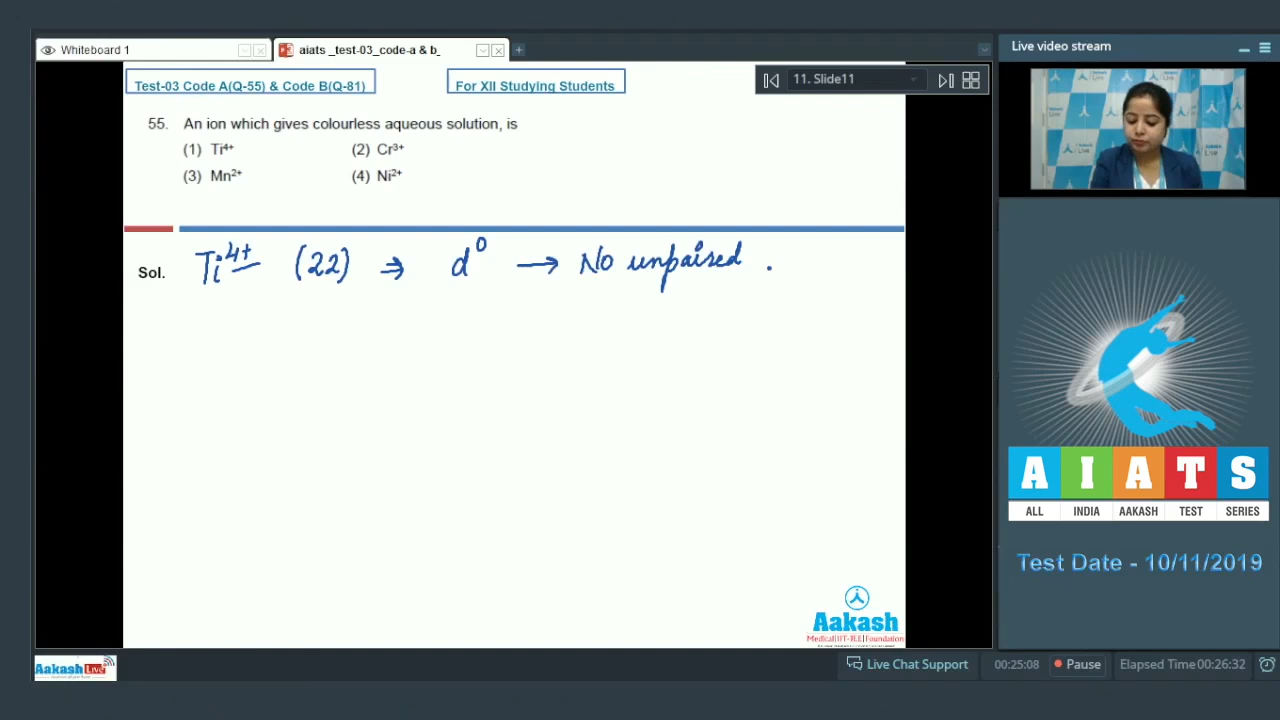 Whiteboard 1
aiats _test-03_code-a & b_
Live video stream
Test-03 Code A(Q-55) & Code B(Q-81)
For XII Studying Students
11. Slide11
55. An ion which gives colourless aqueous solution, is
(1) Ti⁴⁺ (2) Cr³⁺
(3) Mn²⁺ (4) Ni²⁺
Sol. Ti⁴⁺ (22) ⇒ d⁰ → No unpaired .
A I A T S
ALL INDIA AAKASH TEST SERIES
Test Date - 10/11/2019
Aakash
Medical|IIT-JEE|Foundation
Aakash Live
Live Chat Support
00:25:08
Pause
Elapsed Time 00:26:32